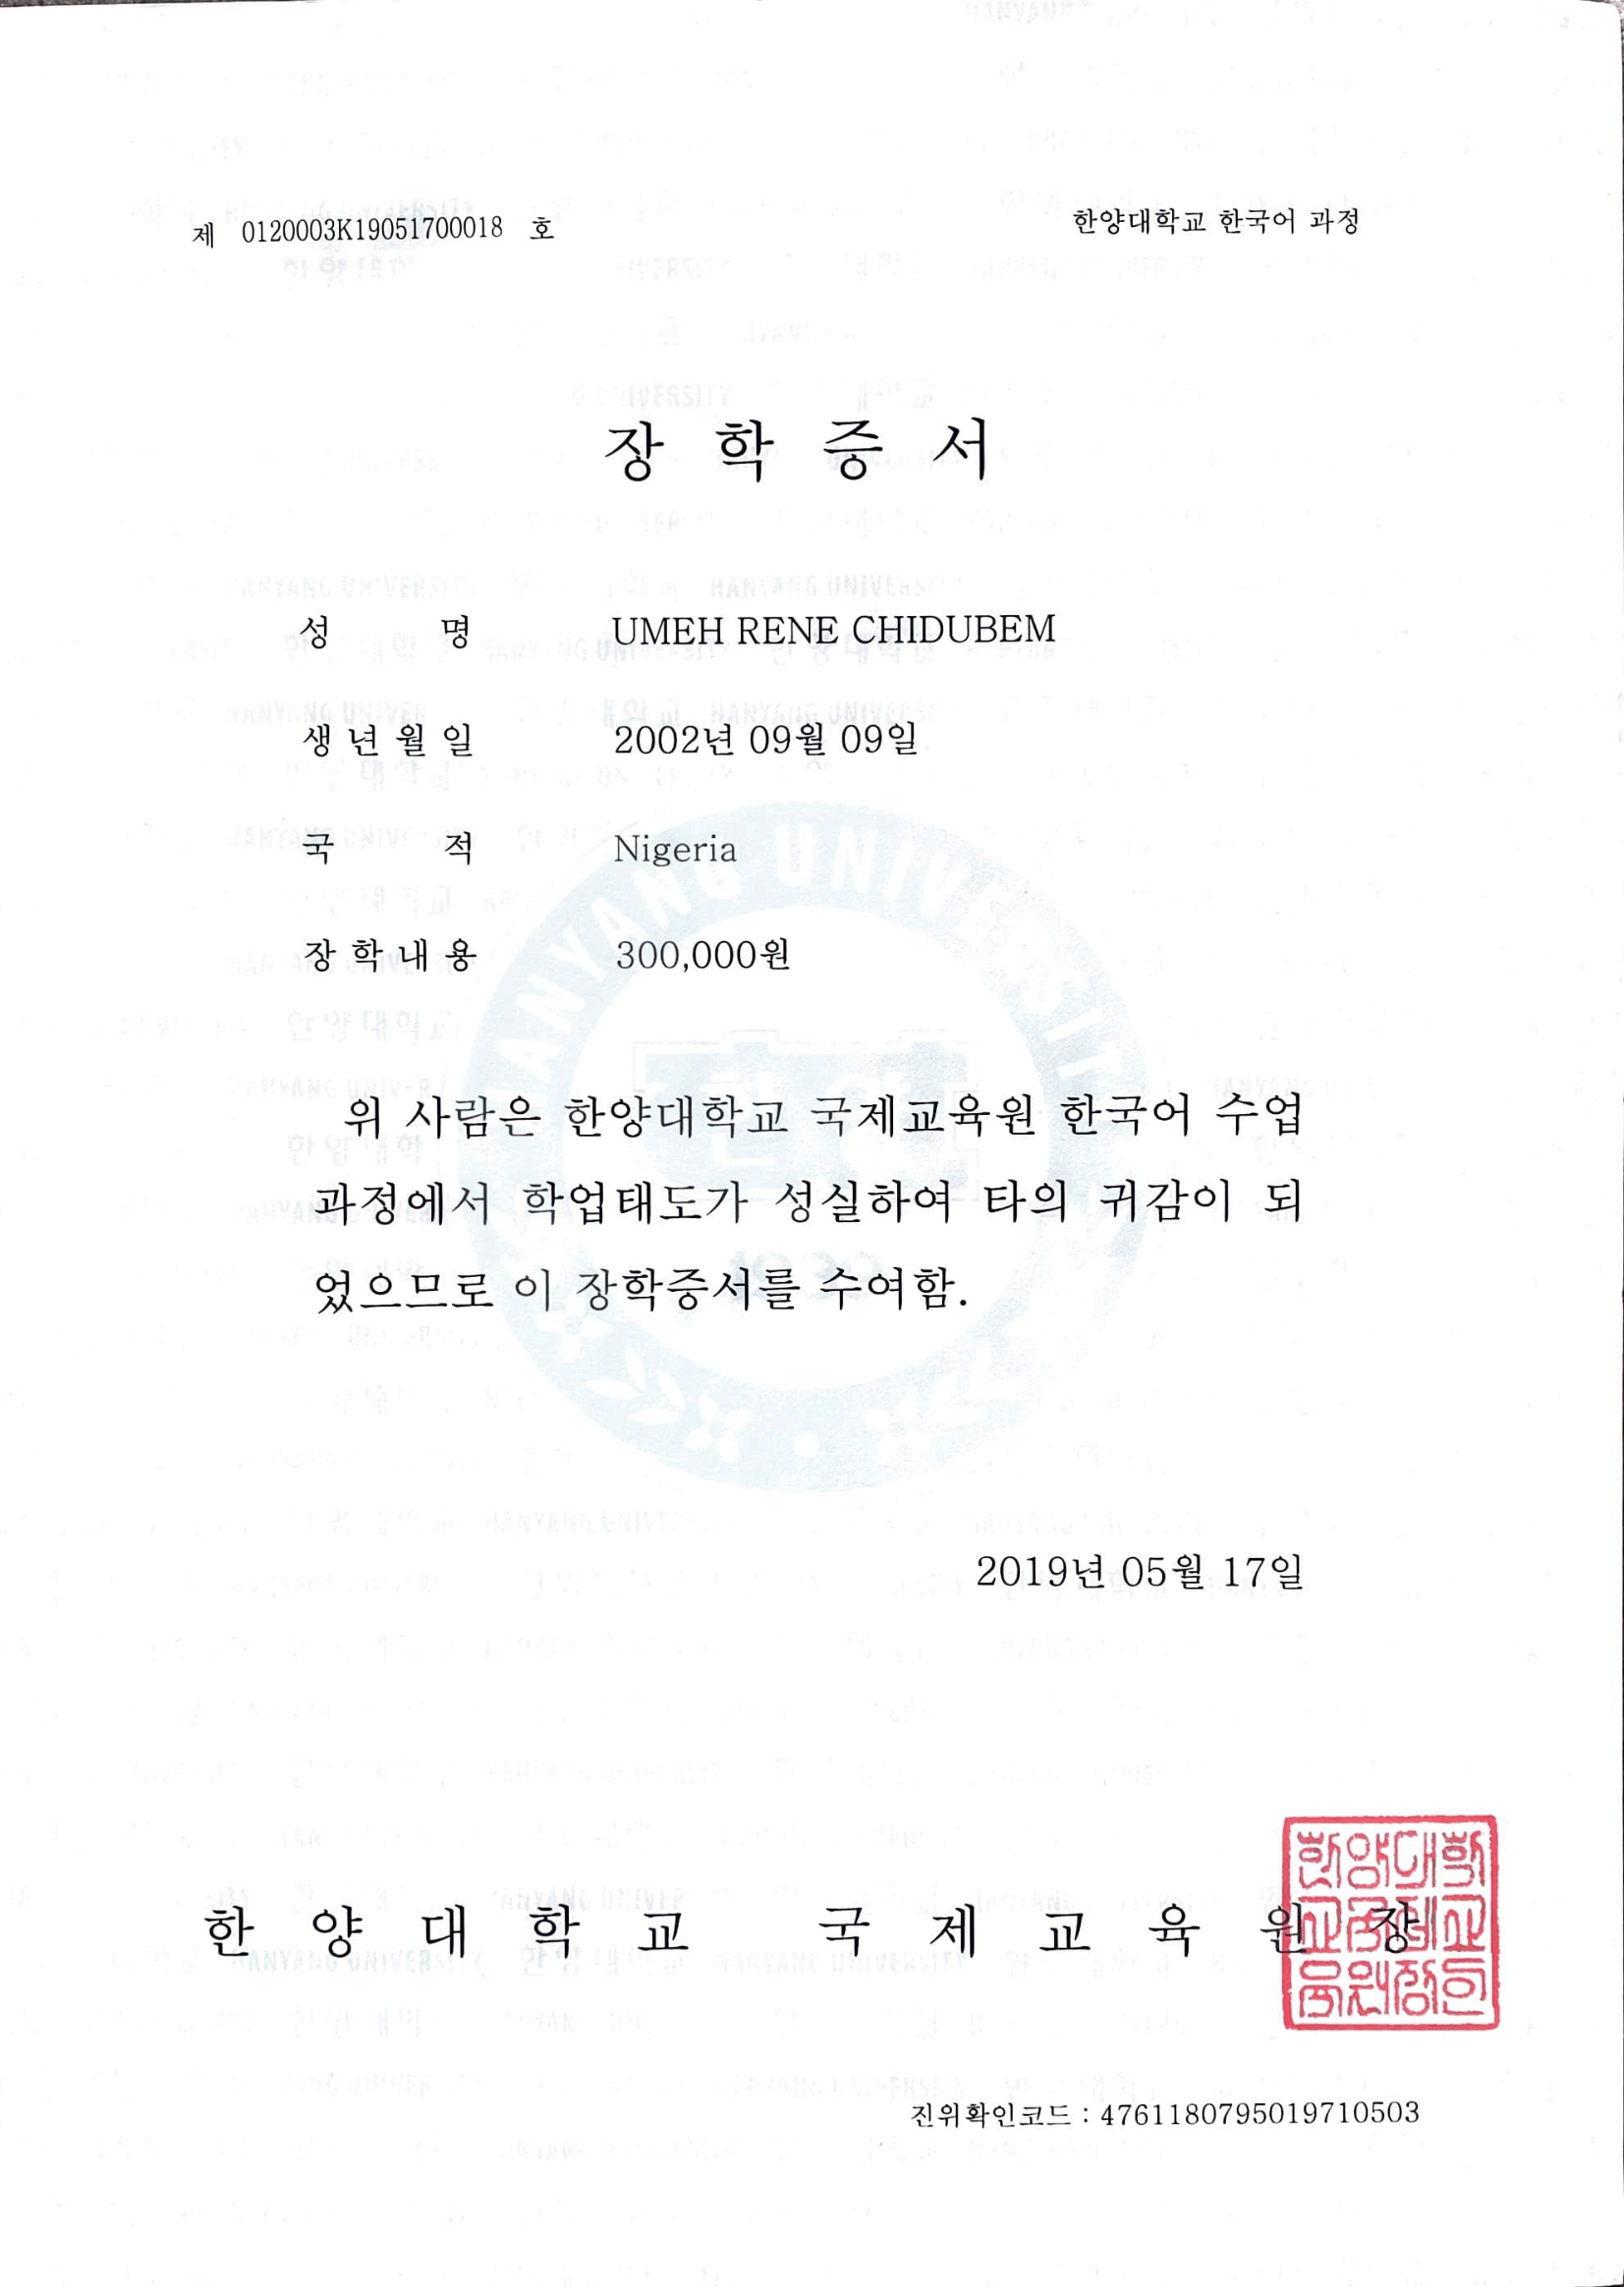 제 0120003K19051700018 호
한양대학교 한국어 과정
장 학 증 서
성 명 UMEH RENE CHIDUBEM
생 년 월 일 2002년 09월 09일
국 적 Nigeria
장 학 내 용 300,000원
위 사람은 한양대학교 국제교육원 한국어 수업
과정에서 학업태도가 성실하여 타의 귀감이 되
었으므로 이 장학증서를 수여함.
HANYANG UNIVERSITY
한양
2019년 05월 17일
한 양 대 학 교 국 제 교 육 원 장
한양대학
교국제교
육원장인
진위확인코드 : 4761180795019710503